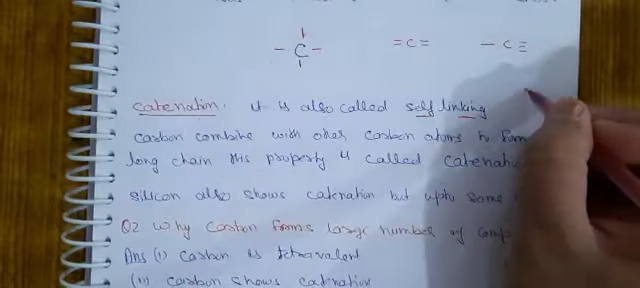 - C -
= C =
- C ≡
Catenation. it is also called self linking
carbon combine with other carbon atoms to form
long chain this property is called
silicon also shows catenation but upto some
Q2 Why Carbon forms large number of
Ans (i) carbon is tetravalent
(ii) carbon shows catenation